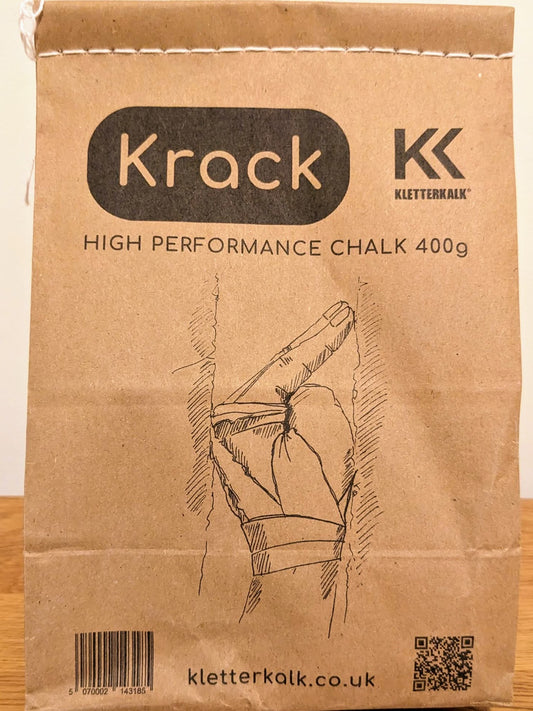 Krack
KK
KLETTERKALK®
HIGH PERFORMANCE CHALK 400g
5 070002 143185
kletterkalk.co.uk